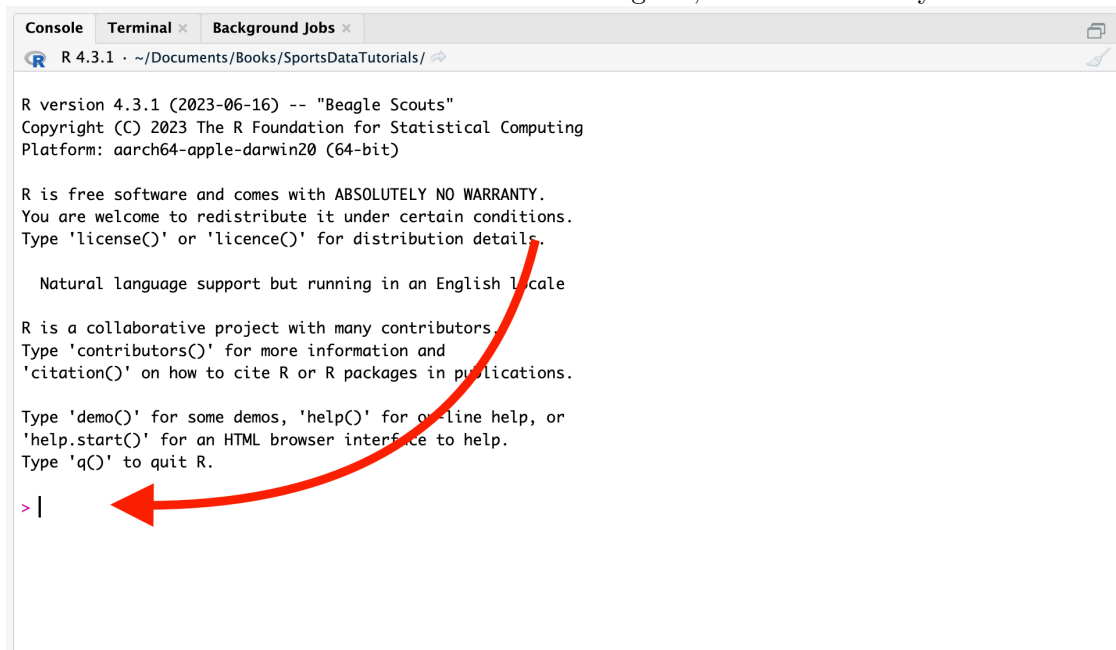 Console Terminal × Background Jobs ×
R R 4.3.1 · ~/Documents/Books/SportsDataTutorials/
R version 4.3.1 (2023-06-16) -- "Beagle Scouts"
Copyright (C) 2023 The R Foundation for Statistical Computing
Platform: aarch64-apple-darwin20 (64-bit)
R is free software and comes with ABSOLUTELY NO WARRANTY.
You are welcome to redistribute it under certain conditions.
Type 'license()' or 'licence()' for distribution details.
Natural language support but running in an English locale
R is a collaborative project with many contributors.
Type 'contributors()' for more information and
'citation()' on how to cite R or R packages in publications.
Type 'demo()' for some demos, 'help()' for on-line help, or
'help.start()' for an HTML browser interface to help.
Type 'q()' to quit R.
>